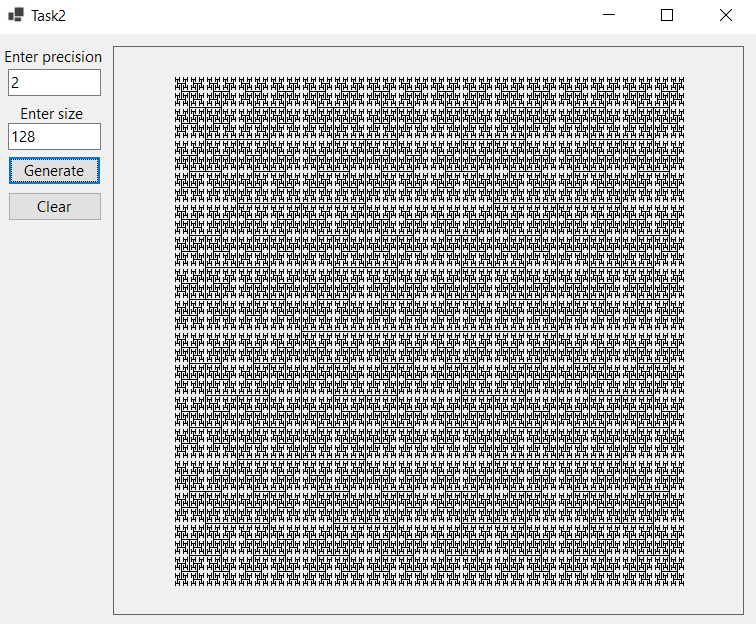 Task2
Enter precision
2
Enter size
128
Generate
Clear